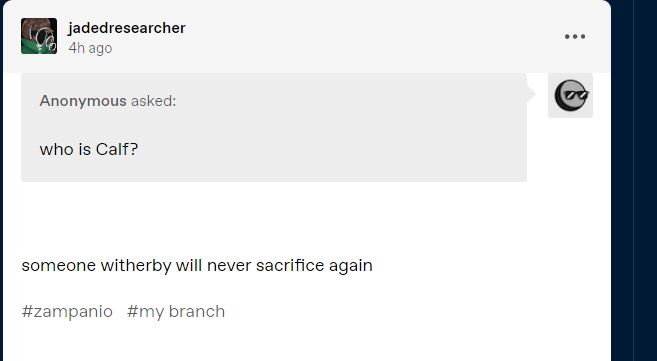 jadedresearcher
4h ago
Anonymous asked:
who is Calf?
someone witherby will never sacrifice again
#zampanio #my branch